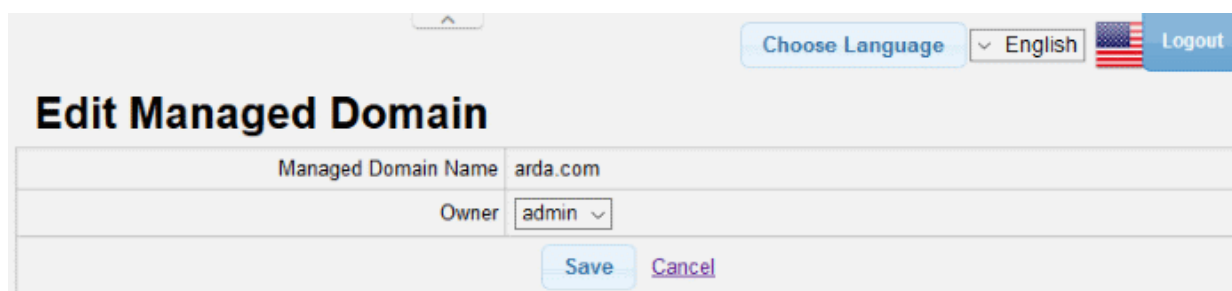 Choose Language English Logout
Edit Managed Domain
Managed Domain Name arda.com
Owner admin
Save Cancel